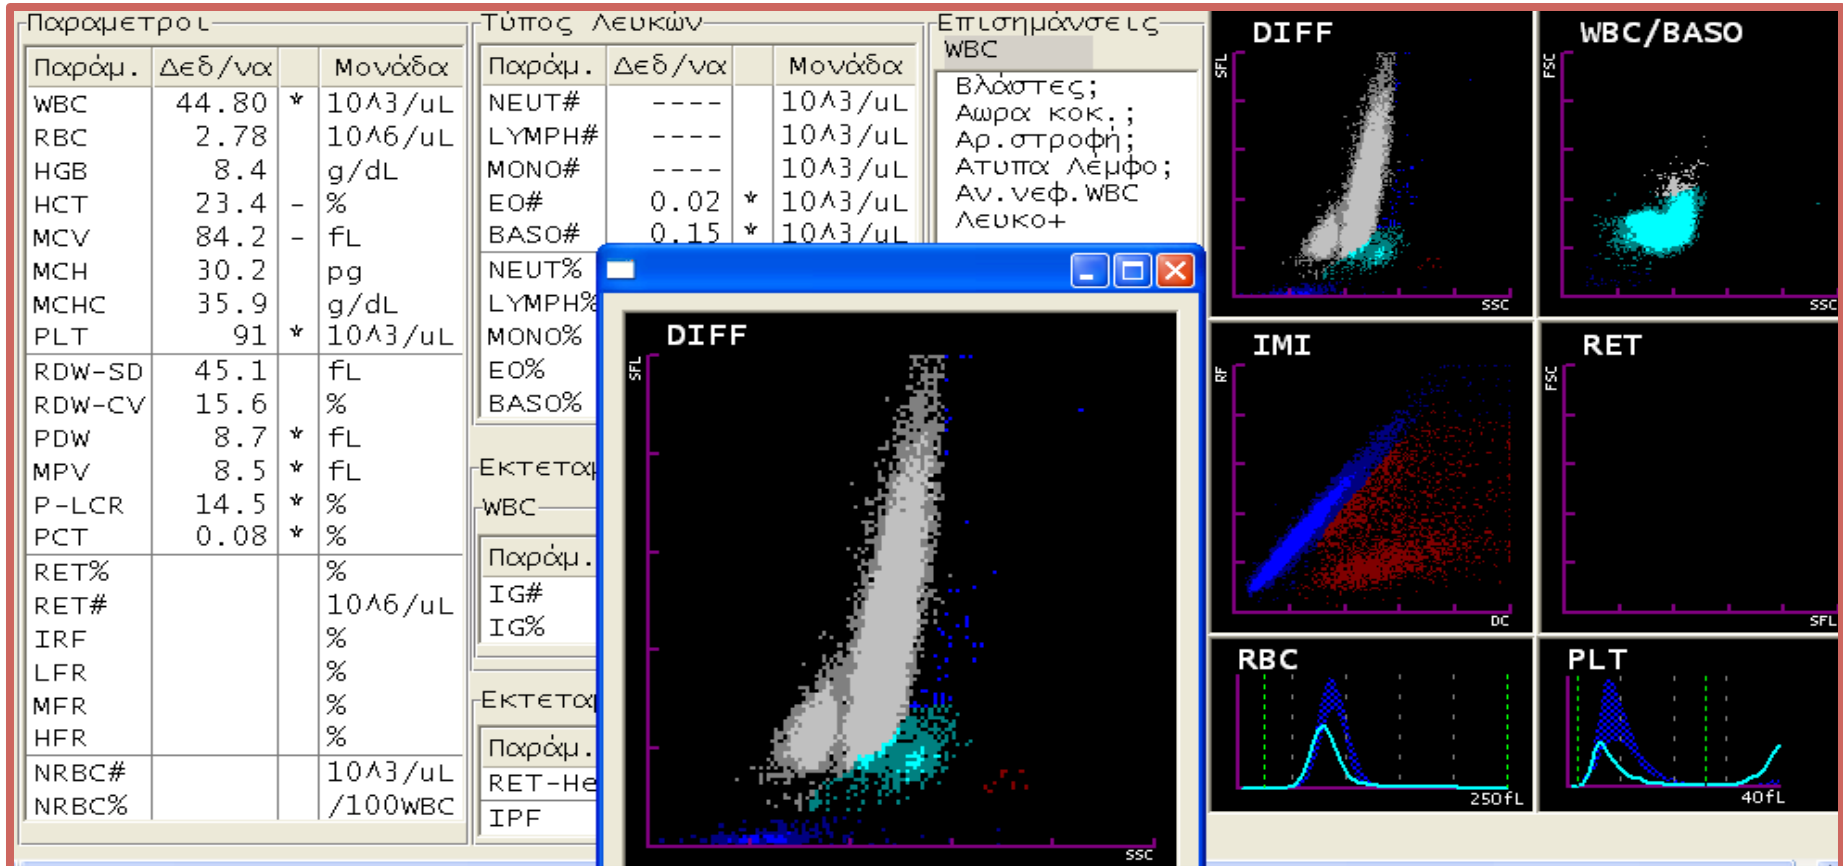 Παραμετροι
Παράμ. Δεδ/να Μονάδα
WBC 44.80 * 10^3/uL
RBC 2.78 10^6/uL
HGB 8.4 g/dL
HCT 23.4 - %
MCV 84.2 - fL
MCH 30.2 pg
MCHC 35.9 g/dL
PLT 91 * 10^3/uL
RDW-SD 45.1 fL
RDW-CV 15.6 %
PDW 8.7 * fL
MPV 8.5 * fL
P-LCR 14.5 * %
PCT 0.08 * %
RET% %
RET# 10^6/uL
IRF %
LFR %
MFR %
HFR %
NRBC# 10^3/uL
NRBC% /100WBC
Τύπος Λευκών
Παράμ. Δεδ/να Μονάδα
NEUT# ---- 10^3/uL
LYMPH# ---- 10^3/uL
MONO# ---- 10^3/uL
EO# 0.02 * 10^3/uL
BASO# 0.15 * 10^3/uL
NEUT%
LYMPH%
MONO%
EO%
BASO%
WBC
Παράμ.
IG#
IG%
Παράμ.
RET-He
IPF
Επισημάνσεις
WBC
Βλάστες;
Αωρα κοκ.;
Αρ.στροφή;
Ατυπα Λέμφο;
Αν.νεφ.WBC
Λευκο+
DIFF
SFL
SSC
DIFF
SFL
SSC
WBC/BASO
FSC
SSC
IMI
RF
DC
RET
FSC
SFL
RBC
250fL
PLT
40fL